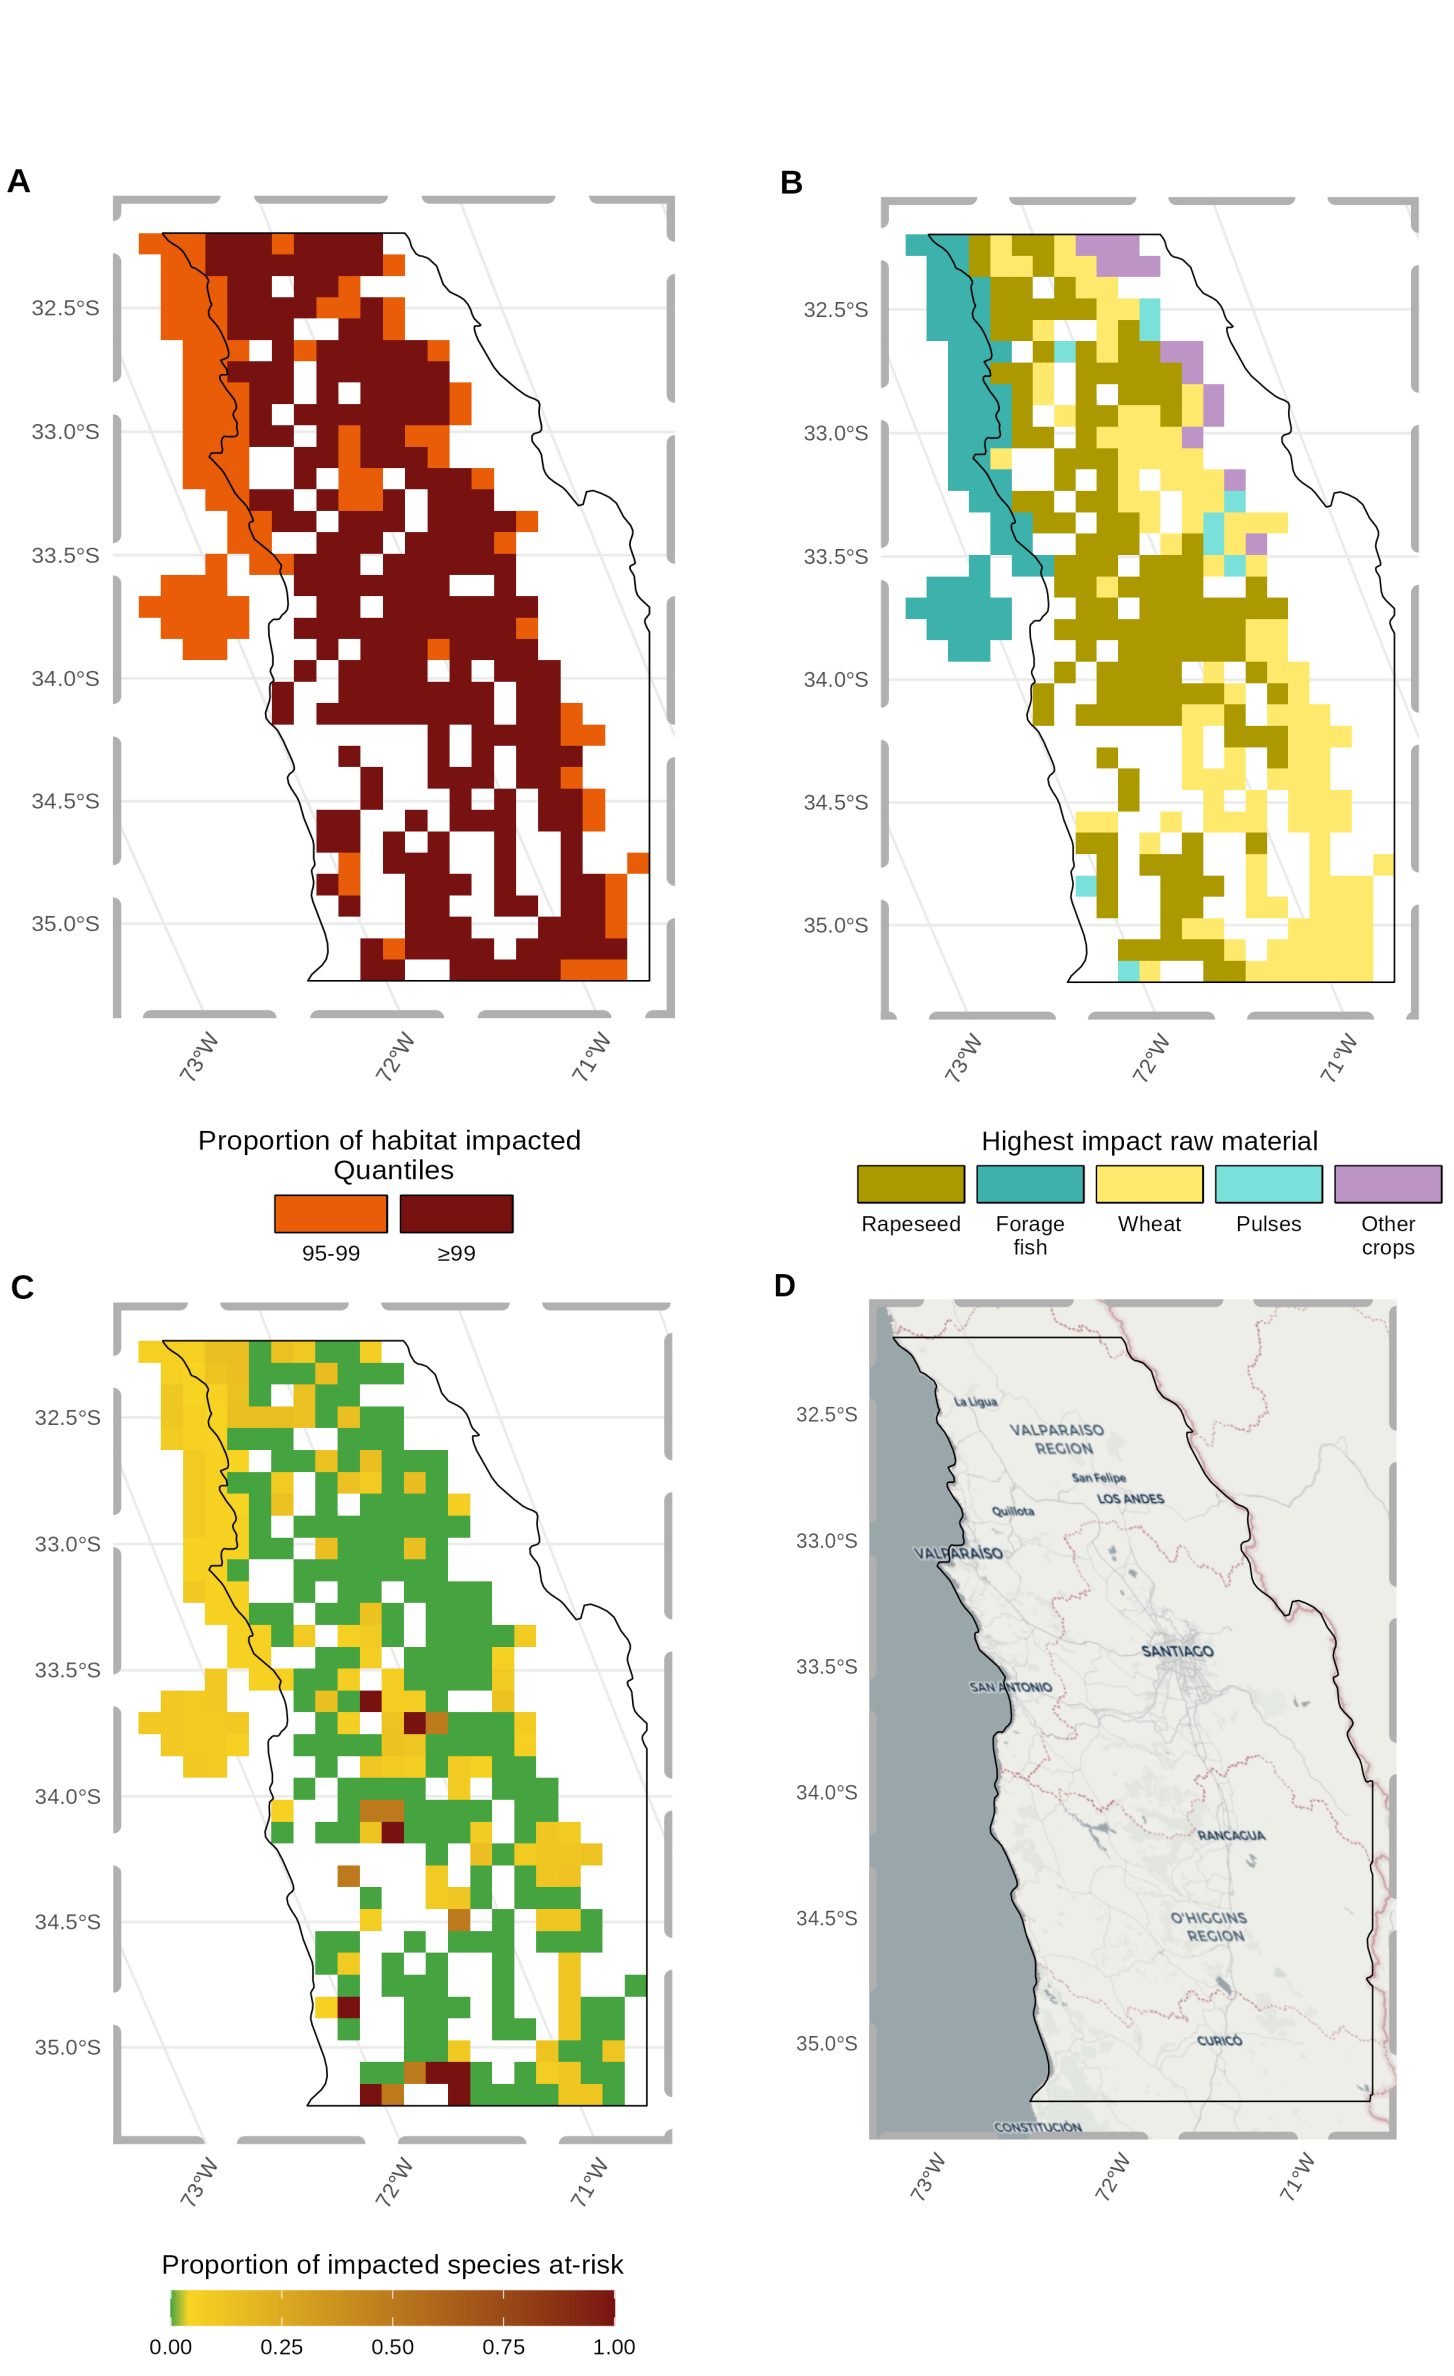 A
32.5°S
33.0°S
33.5°S
34.0°S
34.5°S
35.0°S
73°W
72°W
71°W
Proportion of habitat impacted
Quantiles
95-99
≥99
B
32.5°S
33.0°S
33.5°S
34.0°S
34.5°S
35.0°S
73°W
72°W
71°W
Highest impact raw material
Rapeseed
Forage
fish
Wheat
Pulses
Other
crops
C
32.5°S
33.0°S
33.5°S
34.0°S
34.5°S
35.0°S
73°W
72°W
71°W
Proportion of impacted species at-risk
0.00
0.25
0.50
0.75
1.00
D
32.5°S
33.0°S
33.5°S
34.0°S
34.5°S
35.0°S
La Ligua
VALPARAISO
REGION
San Felipe
LOS ANDES
Quillota
VALPARAÍSO
SANTIAGO
SAN ANTONIO
RANCAGUA
O'HIGGINS
REGION
CURICÓ
CONSTITUCIÓN
73°W
72°W
71°W